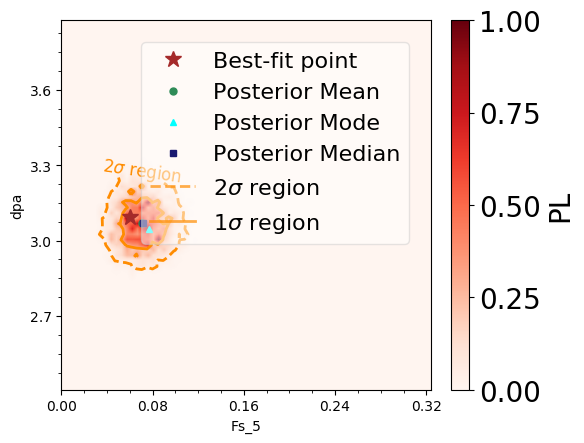 Best-fit point
Posterior Mean
Posterior Mode
Posterior Median
2σ region
1σ region
2σ region
3.6
3.3
3.0
2.7
dpa
0.00
0.08
0.16
0.24
0.32
Fs_5
1.00
0.75
0.50
0.25
0.00
PL